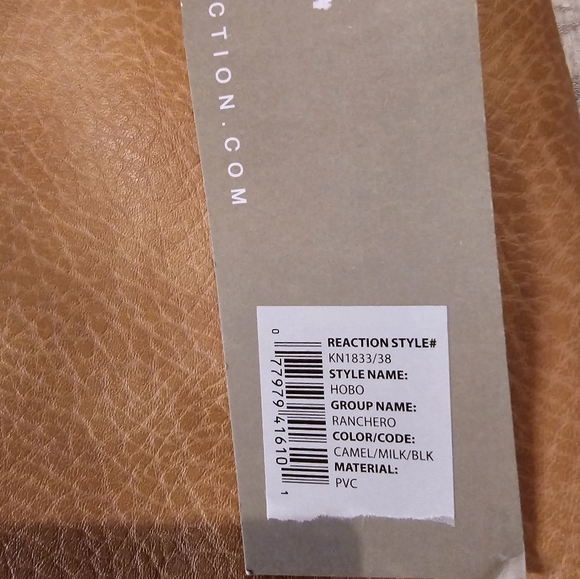 CTION.COM
REACTION STYLE#
KN1833/38
STYLE NAME:
HOBO
GROUP NAME:
RANCHERO
COLOR/CODE:
CAMEL/MILK/BLK
MATERIAL:
PVC
0 77979 41610 1